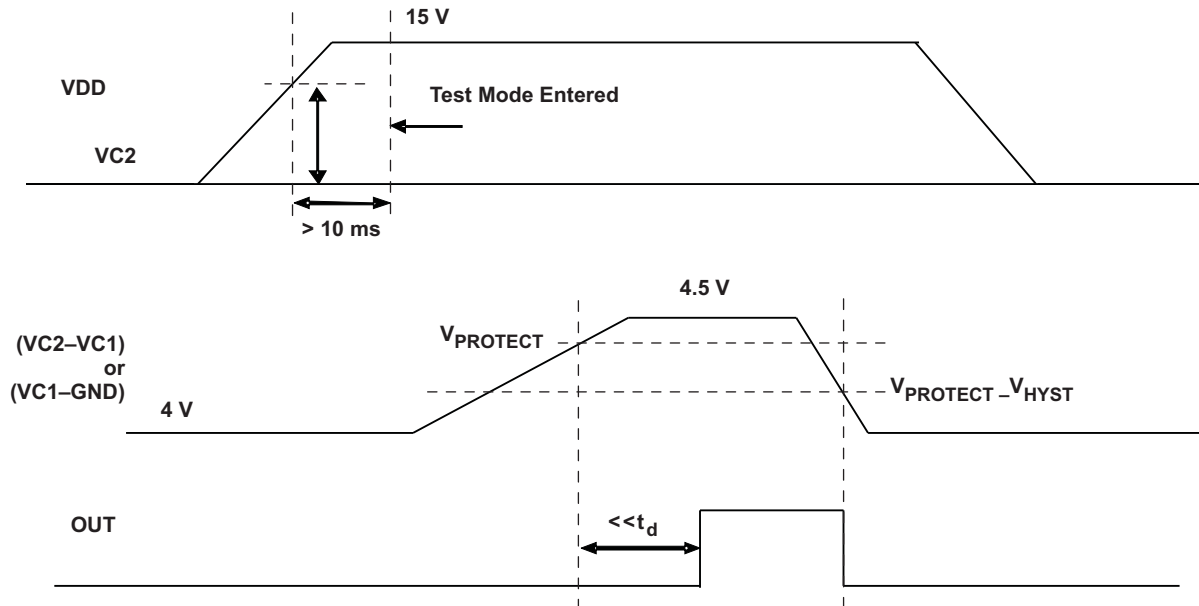 15 V
VDD
Test Mode Entered
VC2
> 10 ms
4.5 V
(VC2–VC1)
or
(VC1–GND)
VPROTECT
VPROTECT –VHYST
4 V
OUT
<<td